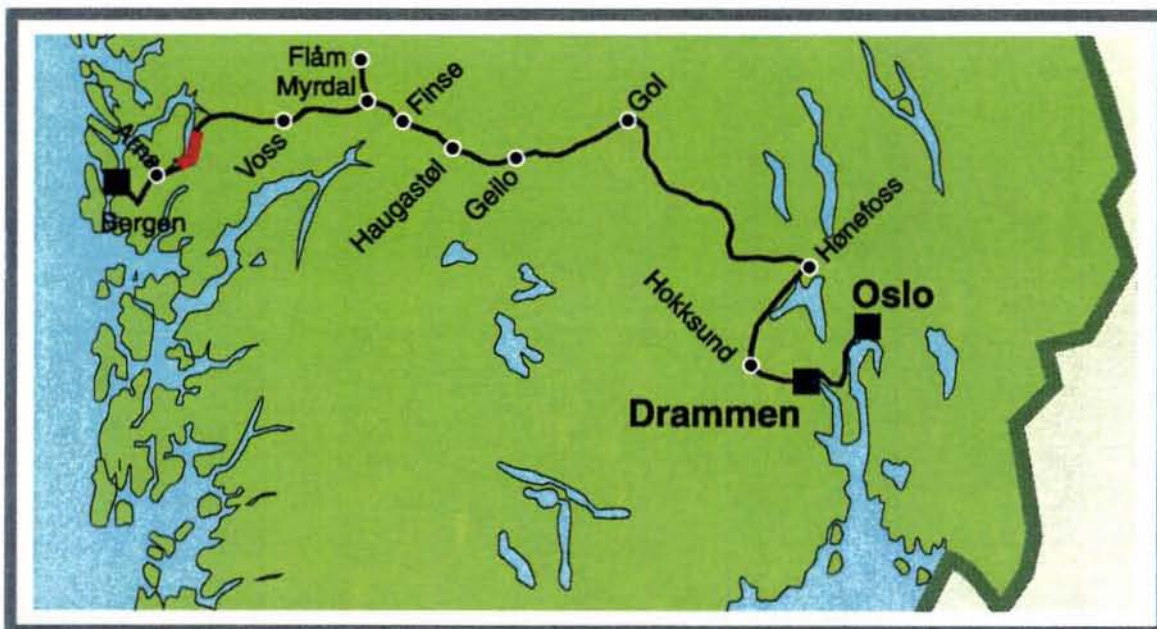 Flåm
Myrdal
Finse
Gol
Arna
Voss
Haugastøl
Geilo
Bergen
Hønefoss
Hokksund
Oslo
Drammen